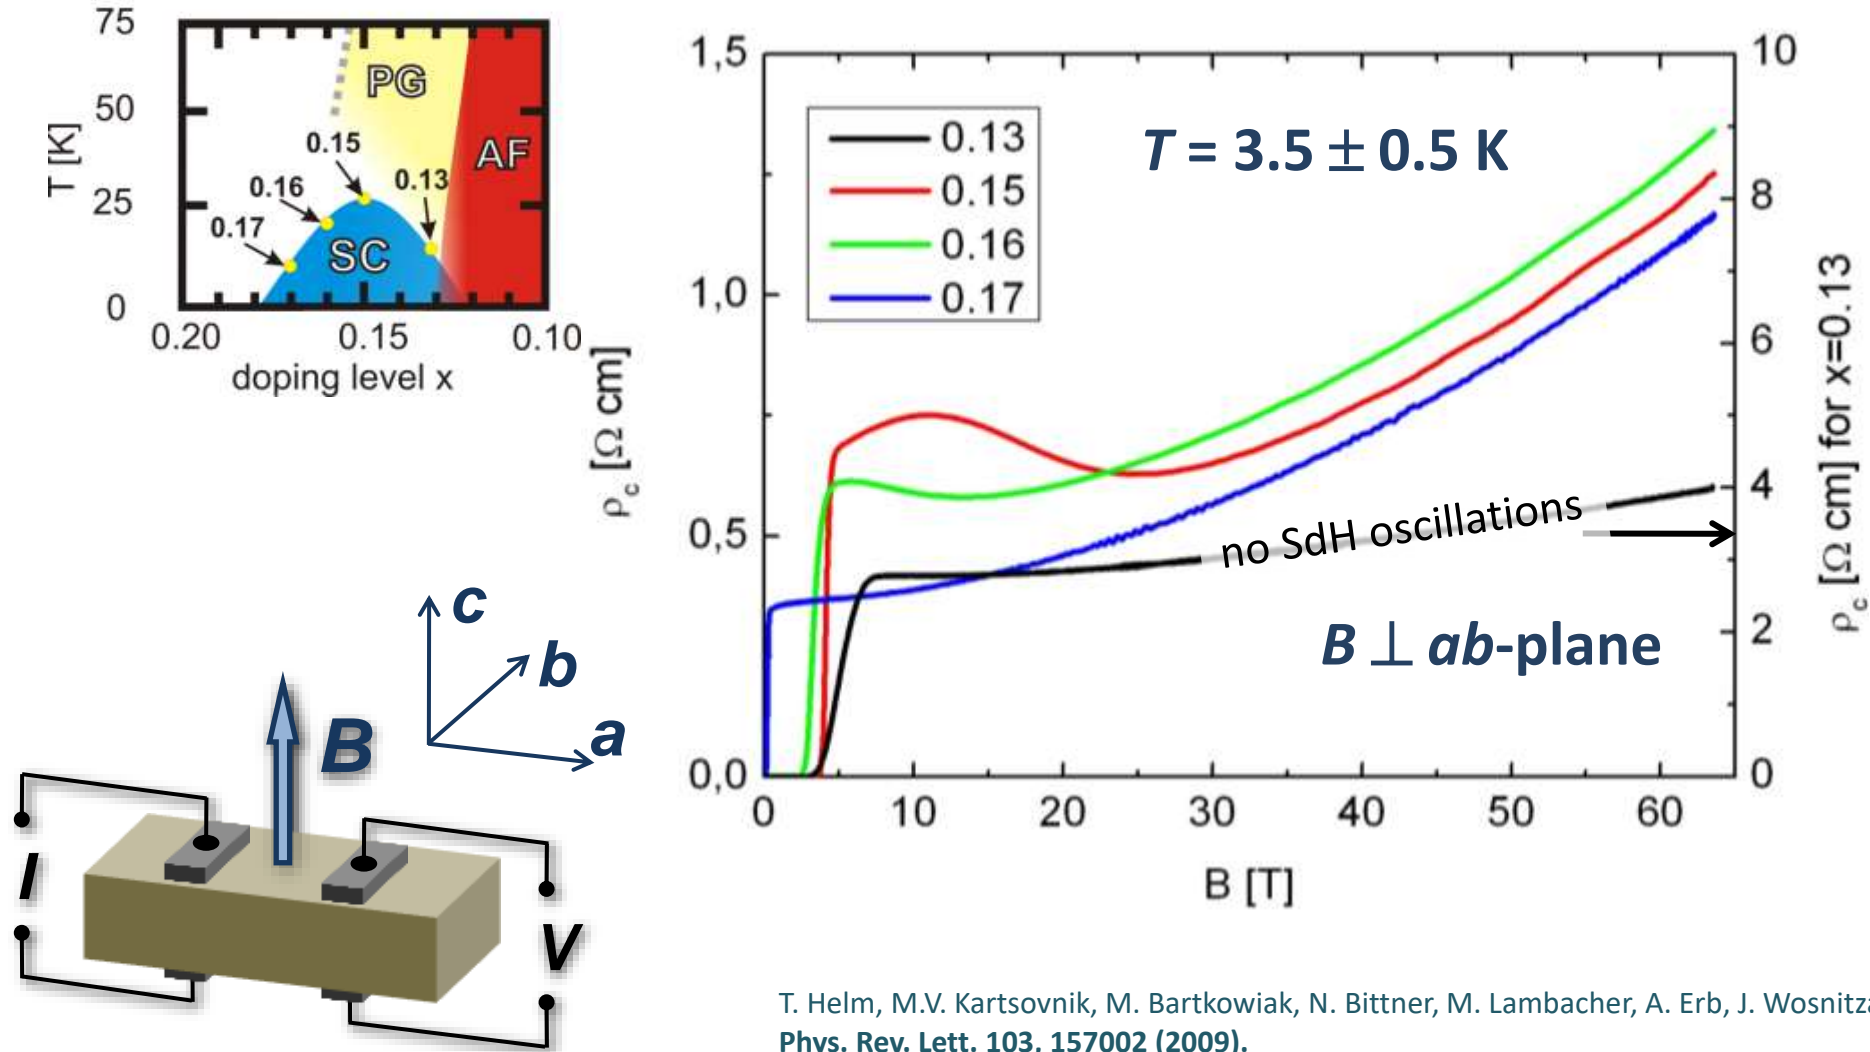 75
50
25
0
T [K]
PG
AF
SC
0.15
0.16
0.13
0.17
0.20
0.15
0.10
doping level x
1,5
1,0
0,5
0,0
ρc [Ω cm]
0.13
0.15
0.16
0.17
T = 3.5 ± 0.5 K
no SdH oscillations
B ⊥ ab-plane
10
8
6
4
2
0
ρc [Ω cm] for x=0.13
0
10
20
30
40
50
60
B [T]
c
b
a
B
I
V
T. Helm, M.V. Kartsovnik, M. Bartkowiak, N. Bittner, M. Lambacher, A. Erb, J. Wosnitza
Phys. Rev. Lett. 103, 157002 (2009).